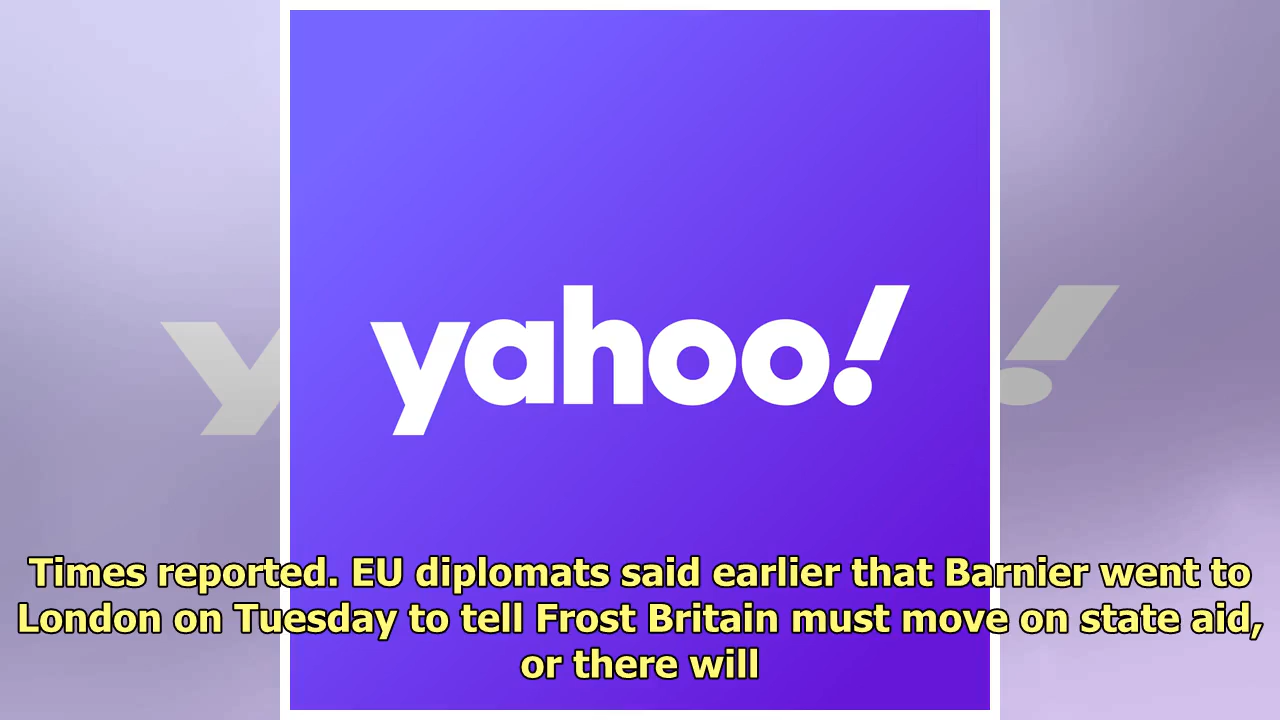 yahoo!
Times reported. EU diplomats said earlier that Barnier went to
London on Tuesday to tell Frost Britain must move on state aid,
or there will